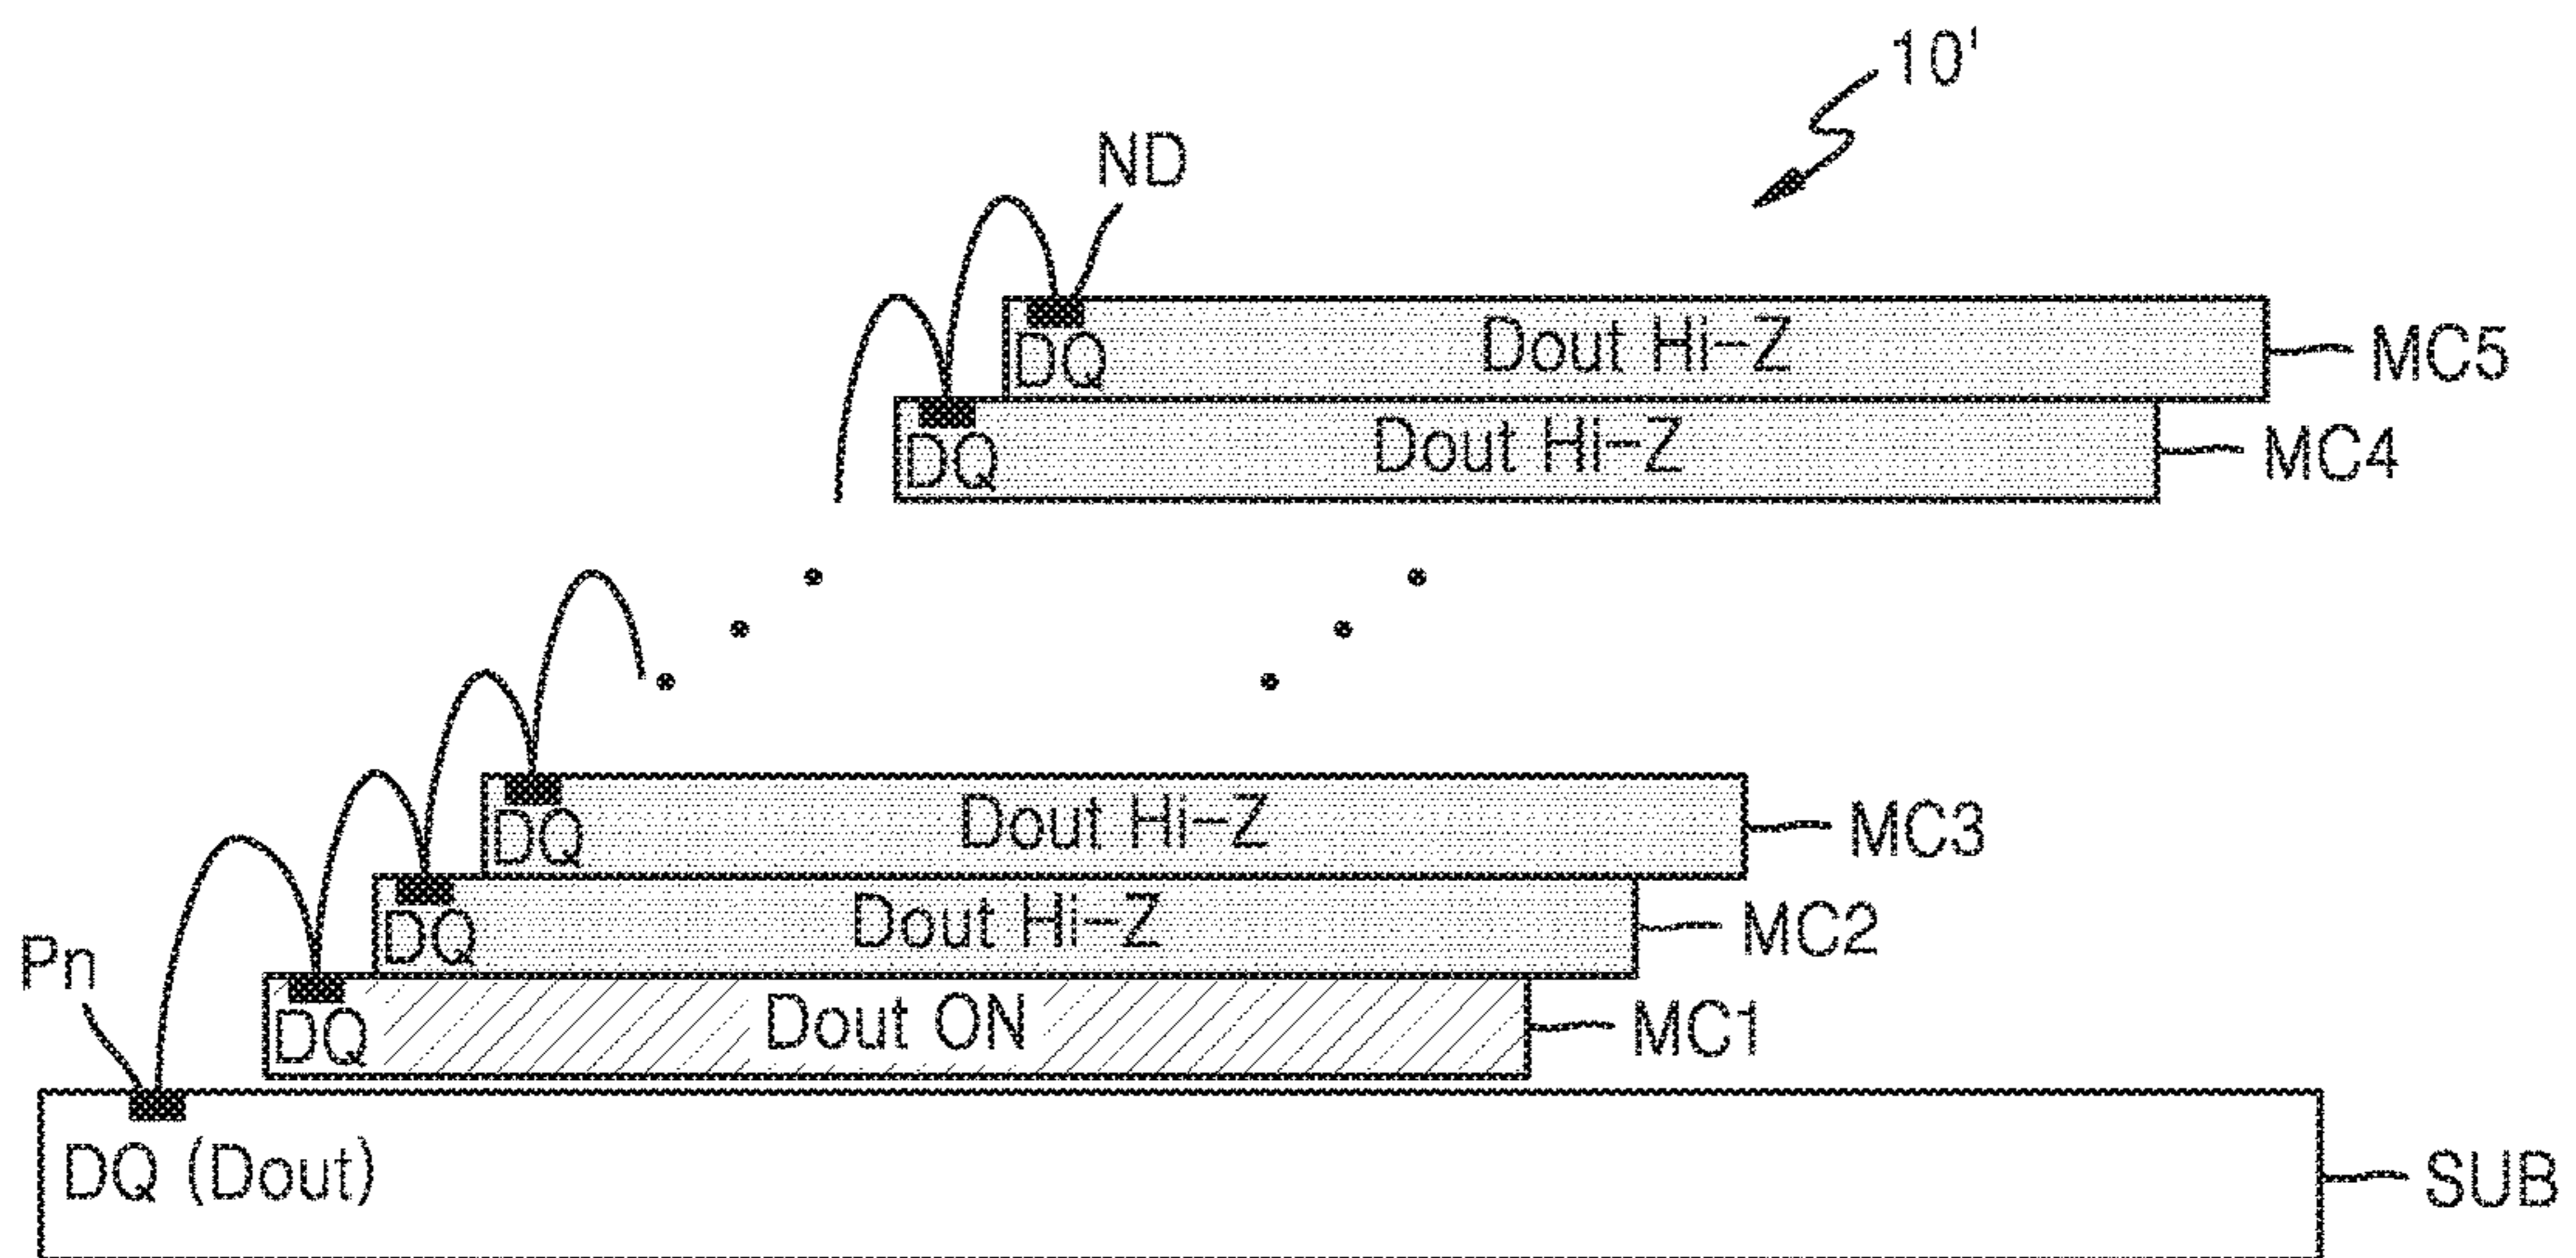 10'
ND
DQ Dout Hi-Z MC5
DQ Dout Hi-Z MC4
DQ Dout Hi-Z MC3
DQ Dout Hi-Z MC2
Pn
DQ Dout ON MC1
DQ (Dout) SUB